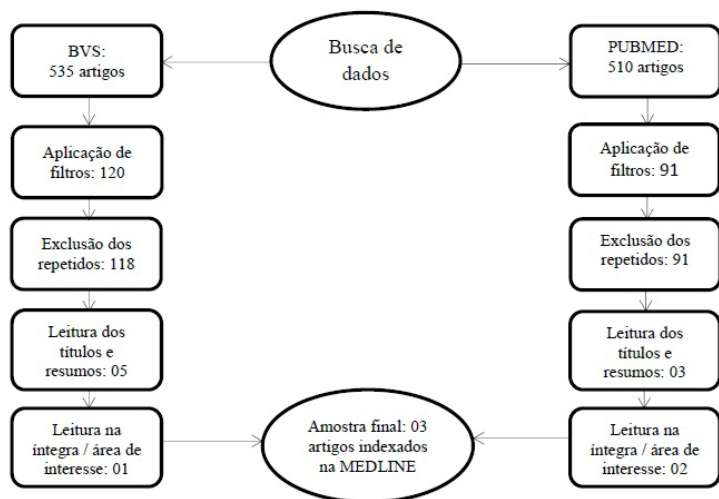 Busca de
dados
BVS:
535 artigos
Aplicação de
filtros: 120
Exclusão dos
repetidos: 118
Leitura dos
títulos e
resumos: 05
Leitura na
íntegra / área de
interesse: 01
PUBMED:
510 artigos
Aplicação de
filtros: 91
Exclusão dos
repetidos: 91
Leitura dos
títulos e
resumos: 03
Leitura na
íntegra / área de
interesse: 02
Amostra final: 03
artigos indexados
na MEDLINE